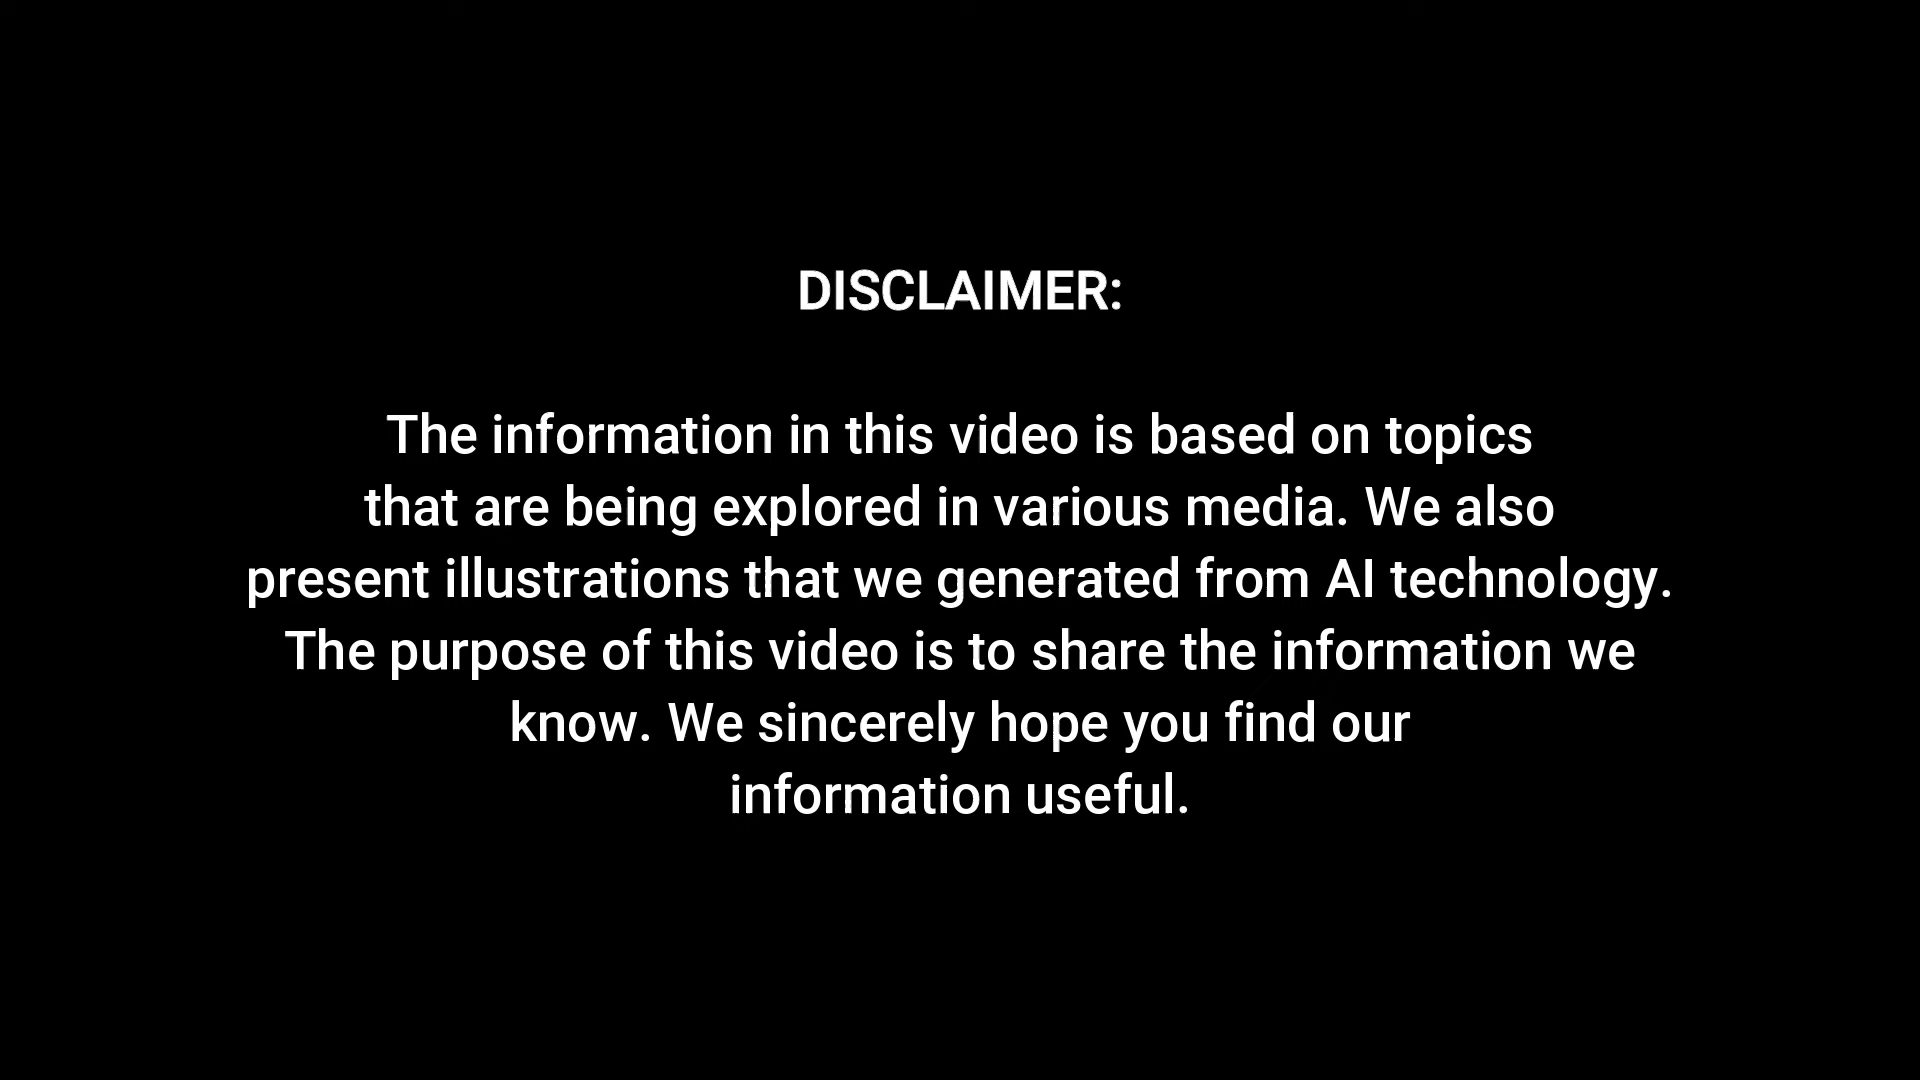 DISCLAIMER:
The information in this video is based on topics
that are being explored in various media. We also
present illustrations that we generated from AI technology.
The purpose of this video is to share the information we
know. We sincerely hope you find our
information useful.